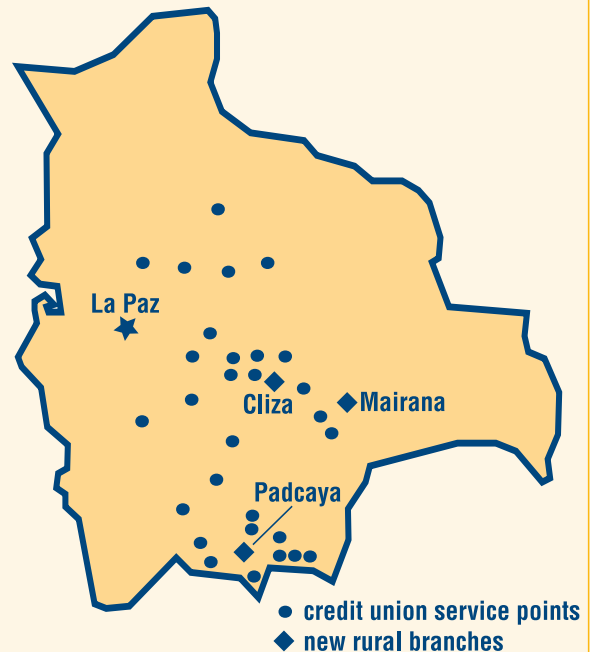 La Paz
Cliza
Mairana
Padcaya
credit union service points
new rural branches